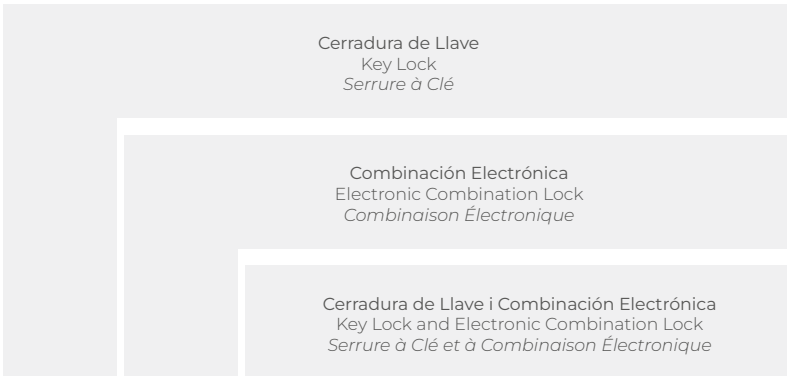 Cerradura de Llave
Key Lock
Serrure à Clé
Combinación Electrónica
Electronic Combination Lock
Combinaison Électronique
Cerradura de Llave i Combinación Electrónica
Key Lock and Electronic Combination Lock
Serrure à Clé et à Combinaison Électronique